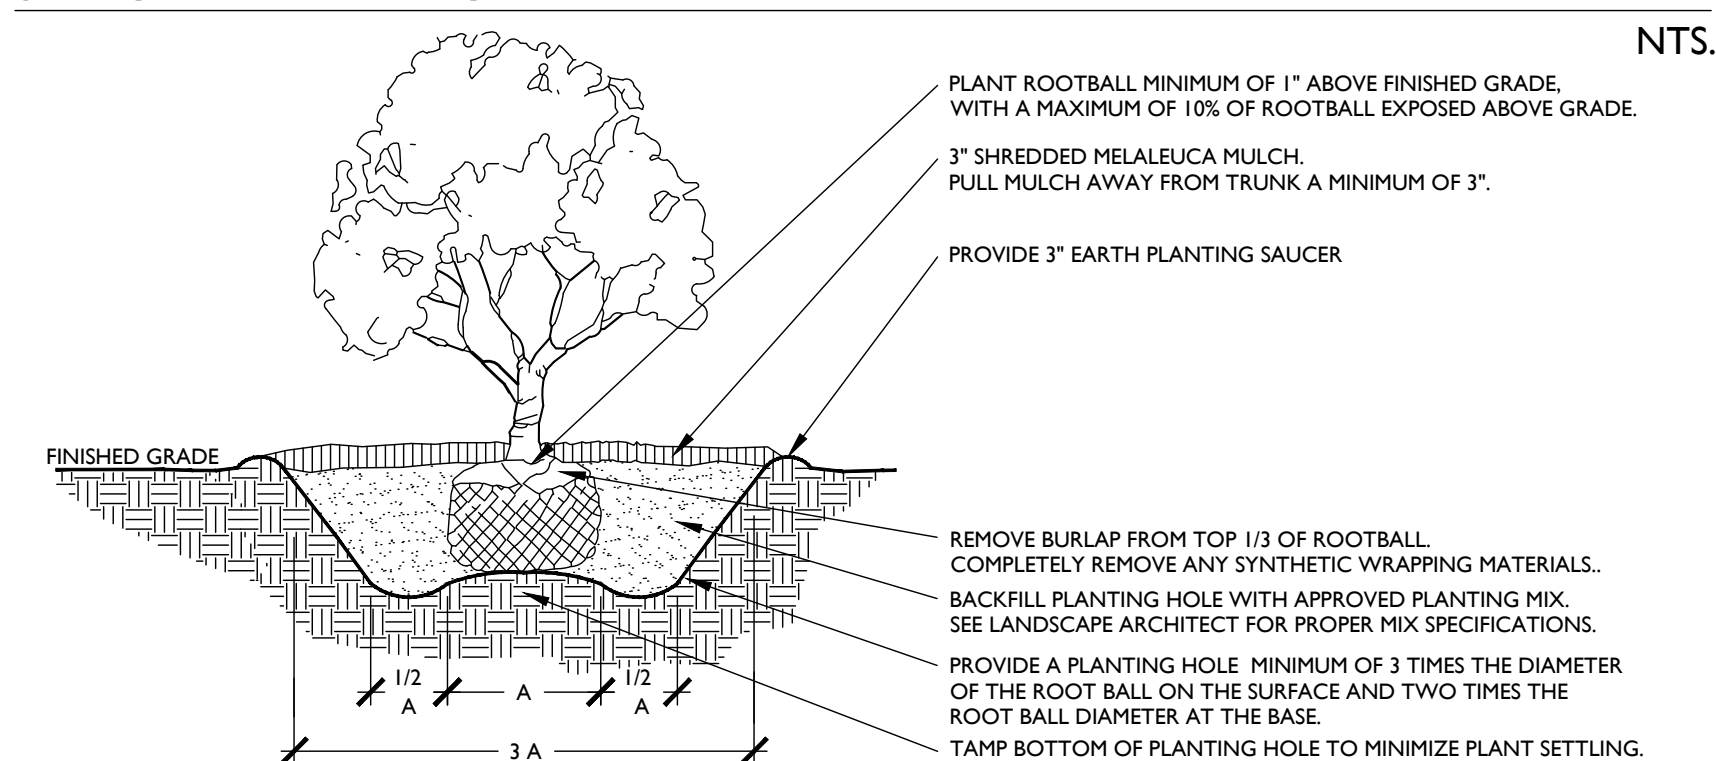 NTS.
PLANT ROOTBALL MINIMUM OF 1" ABOVE FINISHED GRADE,
WITH A MAXIMUM OF 10% OF ROOTBALL EXPOSED ABOVE GRADE.
3" SHREDDED MELALEUCA MULCH.
PULL MULCH AWAY FROM TRUNK A MINIMUM OF 3".
PROVIDE 3" EARTH PLANTING SAUCER
FINISHED GRADE
REMOVE BURLAP FROM TOP 1/3 OF ROOTBALL.
COMPLETELY REMOVE ANY SYNTHETIC WRAPPING MATERIALS..
BACKFILL PLANTING HOLE WITH APPROVED PLANTING MIX.
SEE LANDSCAPE ARCHITECT FOR PROPER MIX SPECIFICATIONS.
PROVIDE A PLANTING HOLE  MINIMUM OF 3 TIMES THE DIAMETER
OF THE ROOT BALL ON THE SURFACE AND TWO TIMES THE
ROOT BALL DIAMETER AT THE BASE.
TAMP BOTTOM OF PLANTING HOLE TO MINIMIZE PLANT SETTLING.
1/2
A
A
1/2
A
3 A